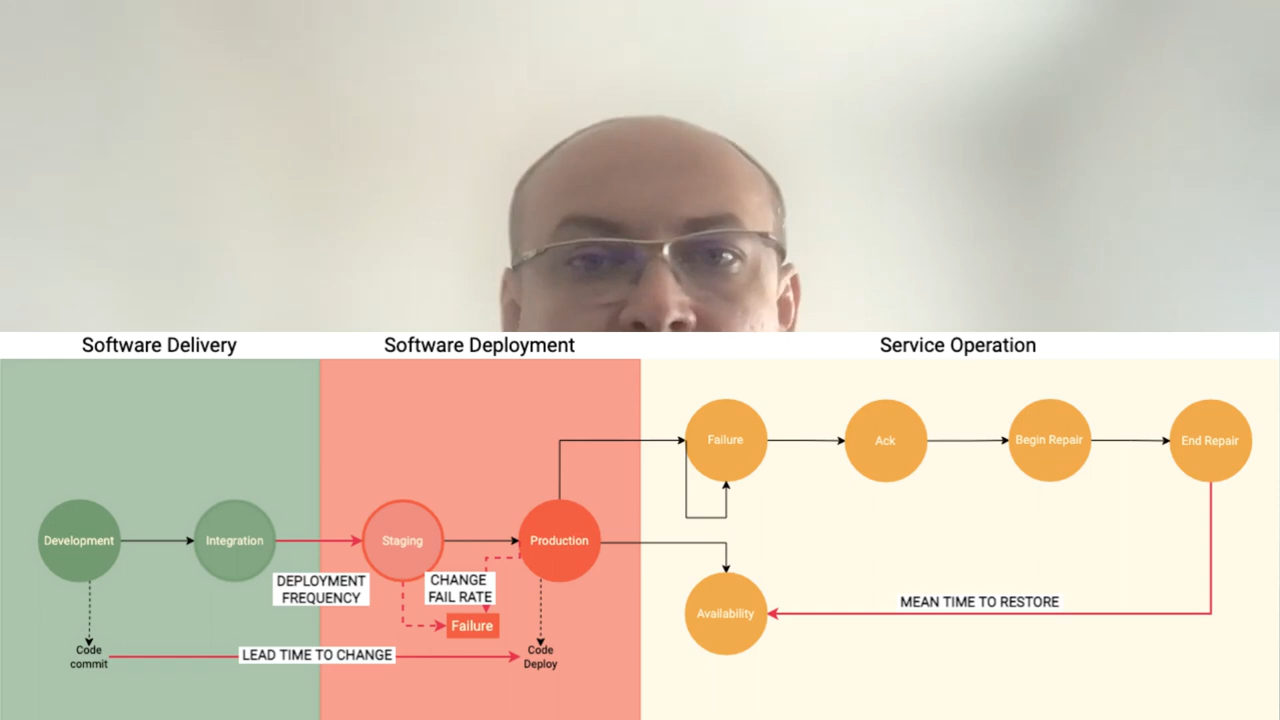 Software Delivery
Software Deployment
Service Operation
Failure
Ack
Begin Repair
End Repair
Development
Integration
Staging
Production
DEPLOYMENT
FREQUENCY
CHANGE
FAIL RATE
Failure
Availability
MEAN TIME TO RESTORE
Code
commit
LEAD TIME TO CHANGE
Code
Deploy